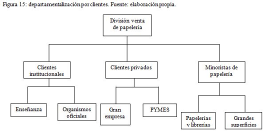 Figura 15: departamentalización por clientes. Fuente: elaboración propia.
División venta
de papelería
Clientes
institucionales
Clientes privados
Minoristas de
papelería
Enseñanza
Organismos
oficiales
Gran
empresa
PYMES
Papelerías
y librerías
Grandes
superficies